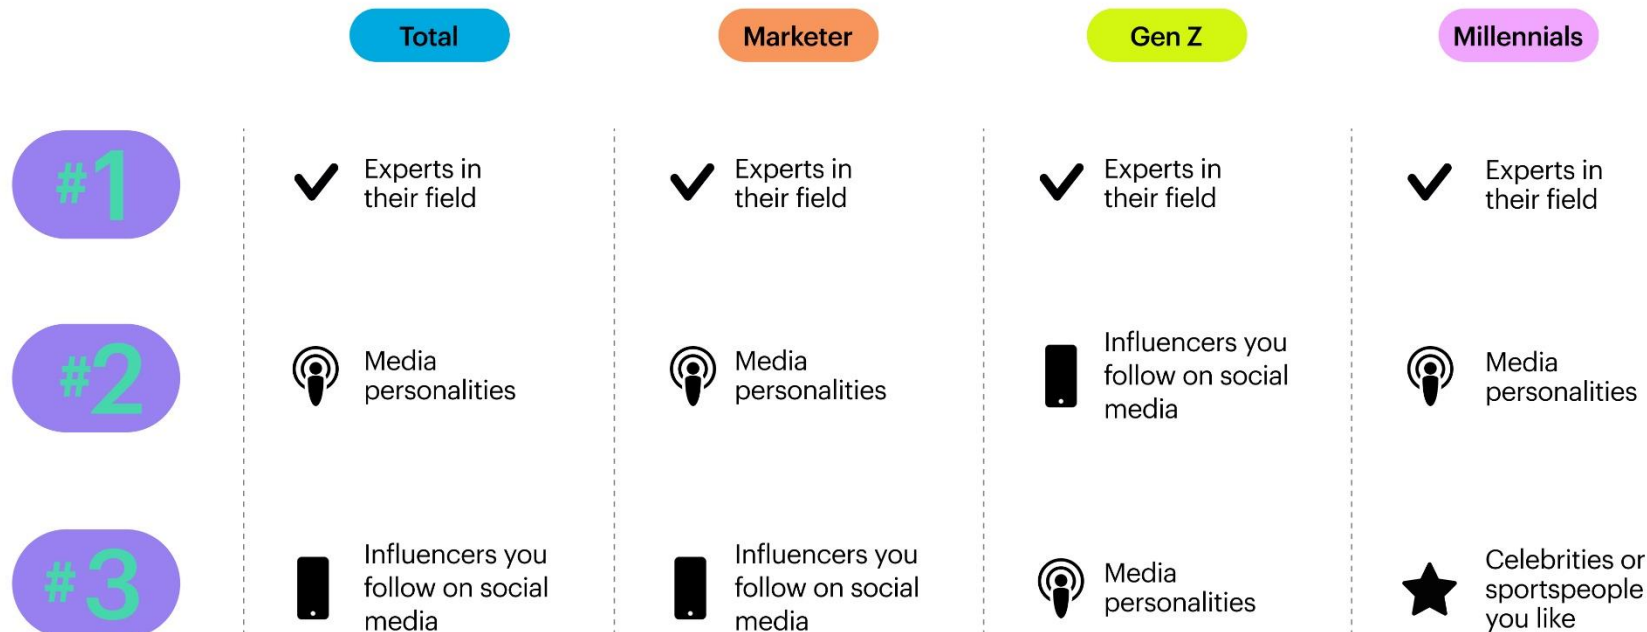 Total
Marketer
Gen Z
Millennials
#1
Experts in
their field
Experts in
their field
Experts in
their field
Experts in
their field
#2
Media
personalities
Media
personalities
Influencers you
follow on social
media
Media
personalities
#3
Influencers you
follow on social
media
Influencers you
follow on social
media
Media
personalities
Celebrities or
sportspeople
you like